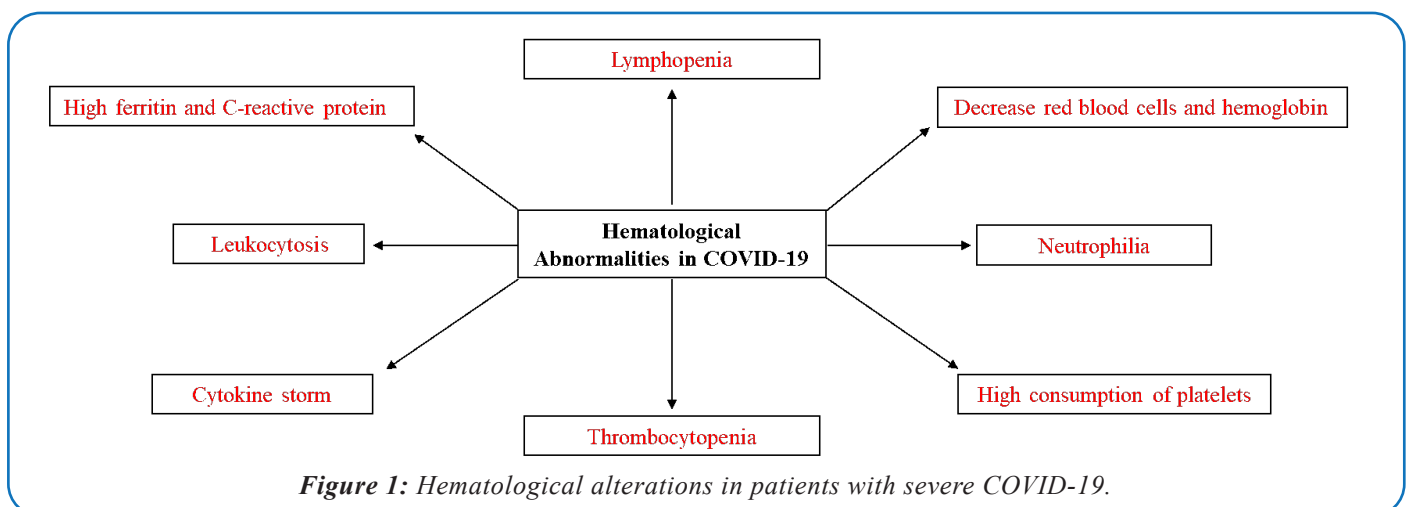 Lymphopenia
High ferritin and C-reactive protein
Decrease red blood cells and hemoglobin
Hematological
Abnormalities in COVID-19
Leukocytosis
Neutrophilia
Cytokine storm
High consumption of platelets
Thrombocytopenia
Figure 1: Hematological alterations in patients with severe COVID-19.